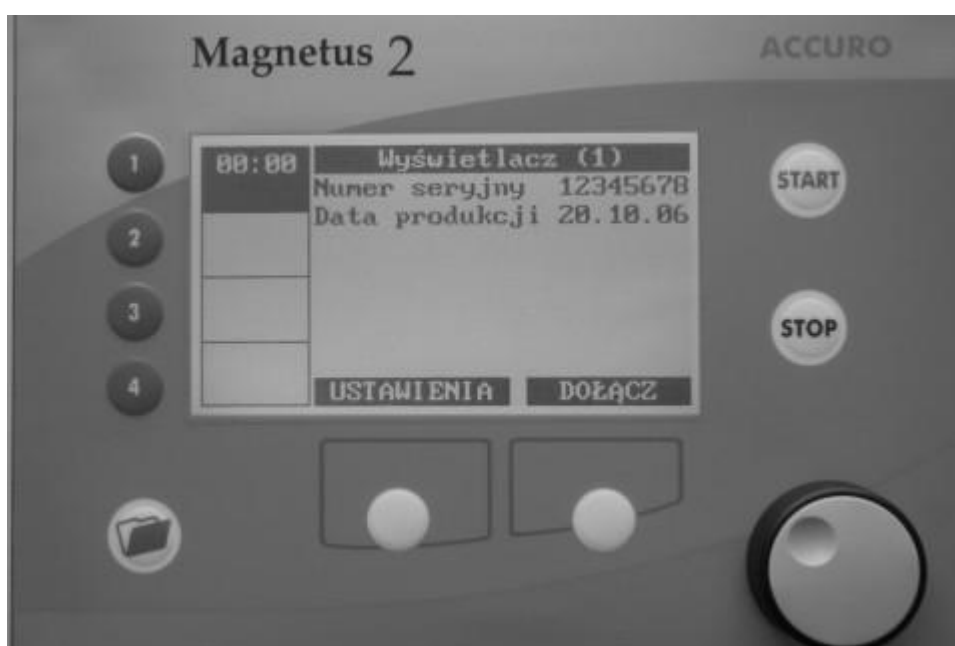 Magnetus 2
ACCURO
1
2
3
4
00:00
Wyświetlacz (1)
Numer seryjny 12345678
Data produkcji 20.10.06
USTAWIENIA
DOŁĄCZ
START
STOP